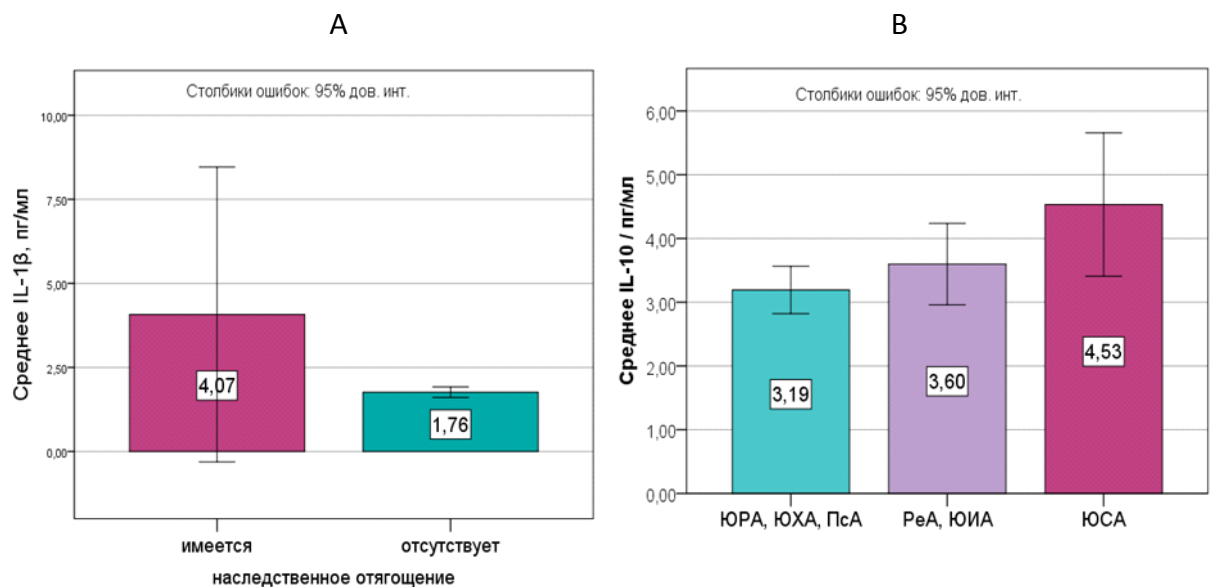 A
B
Столбики ошибок: 95% дов. инт.
Среднее IL-1β, пг/мл
10,00
7,50
5,00
2,50
0,00
4,07
1,76
имеется
отсутствует
наследственное отягощение
Столбики ошибок: 95% дов. инт.
Среднее IL-10 / пг/мл
6,00
5,00
4,00
3,00
2,00
1,00
0,00
3,19
3,60
4,53
ЮРА, ЮХА, ПсА
РеА, ЮИА
ЮСА